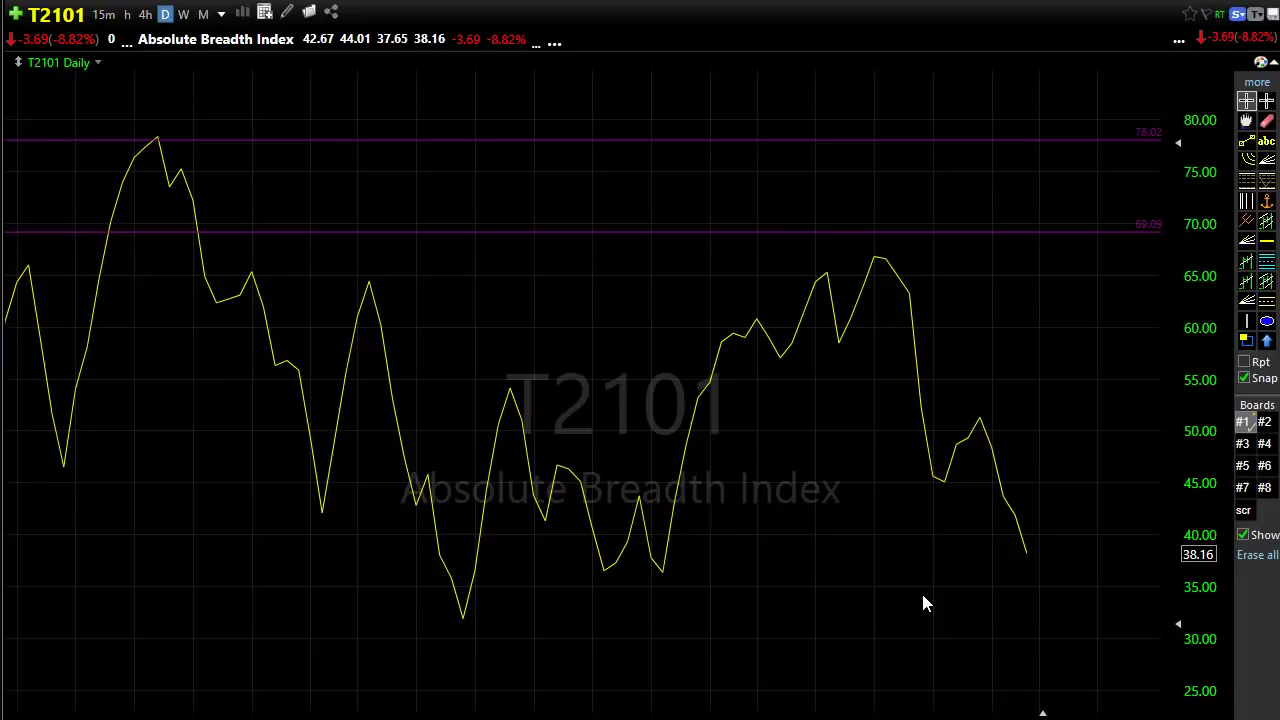 T2101 15m h 4h D W M RT S T
-3.69(-8.82%) 0 ... Absolute Breadth Index 42.67 44.01 37.65 38.16 -3.69 -8.82% ... ... ... -3.69(-8.82%)
T2101 Daily
more
abc
80.00
78.02
75.00
70.00
69.09
65.00
60.00
55.00
50.00
45.00
40.00
38.16
35.00
30.00
25.00
T2101
Absolute Breadth Index
Rpt
Snap
Boards
#1 #2
#3 #4
#5 #6
#7 #8
scr
Show
Erase all